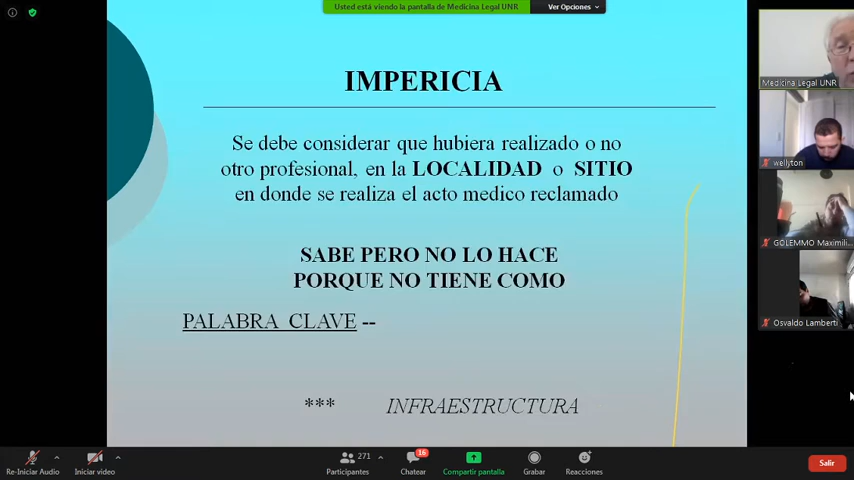 Usted está viendo la pantalla de Medicina Legal UNR
Ver Opciones
IMPERICIA
Se debe considerar que hubiera realizado o no
otro profesional, en la LOCALIDAD o SITIO
en donde se realiza el acto medico reclamado
SABE PERO NO LO HACE
PORQUE NO TIENE COMO
PALABRA CLAVE --
*** INFRAESTRUCTURA
Medicina Legal UNR
wellyton
GOLEMMO Maximili...
Osvaldo Lamberti
Re-Iniciar Audio
Iniciar video
271
Participantes
16
Chatear
Compartir pantalla
Grabar
Reacciones
Salir